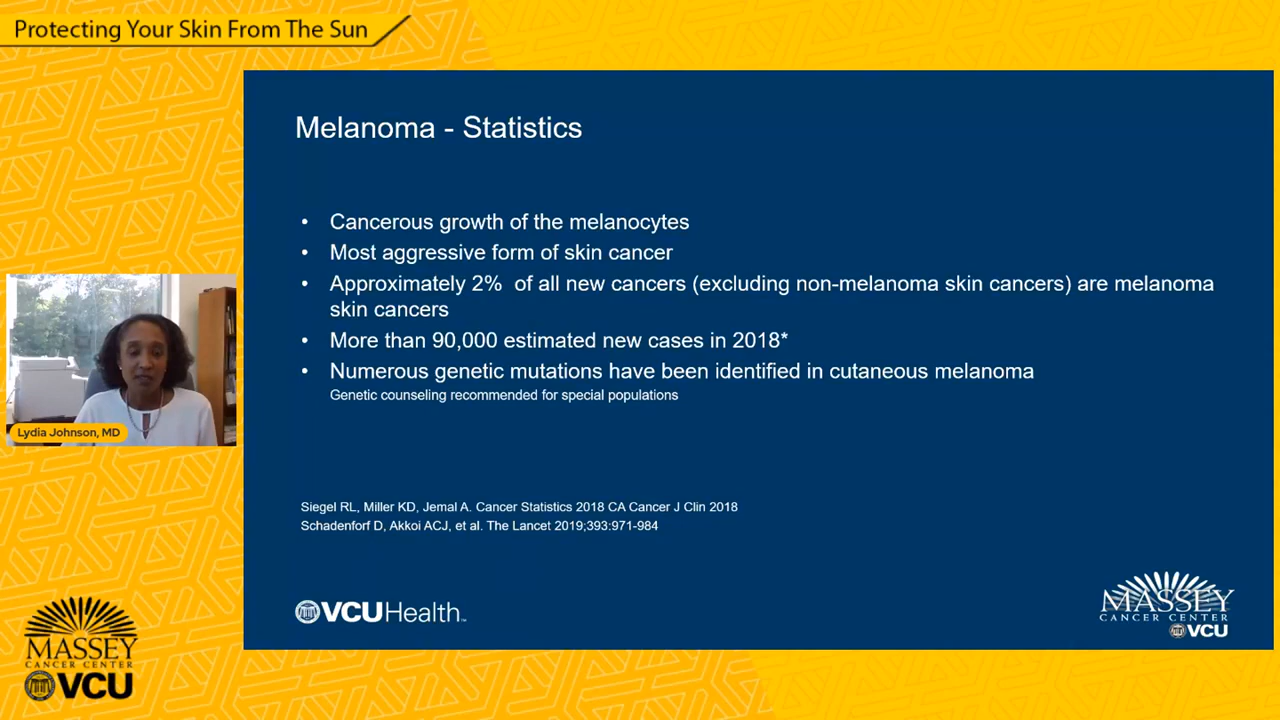 Protecting Your Skin From The Sun
Melanoma - Statistics
• Cancerous growth of the melanocytes
• Most aggressive form of skin cancer
• Approximately 2% of all new cancers (excluding non-melanoma skin cancers) are melanoma
skin cancers
• More than 90,000 estimated new cases in 2018*
• Numerous genetic mutations have been identified in cutaneous melanoma
Genetic counseling recommended for special populations
Lydia Johnson, MD
Siegel RL, Miller KD, Jemal A. Cancer Statistics 2018 CA Cancer J Clin 2018
Schadenforf D, Akkoi ACJ, et al. The Lancet 2019;393:971-984
VCUHealth™
MASSEY
CANCER CENTER
VCU
MASSEY
CANCER CENTER
VCU